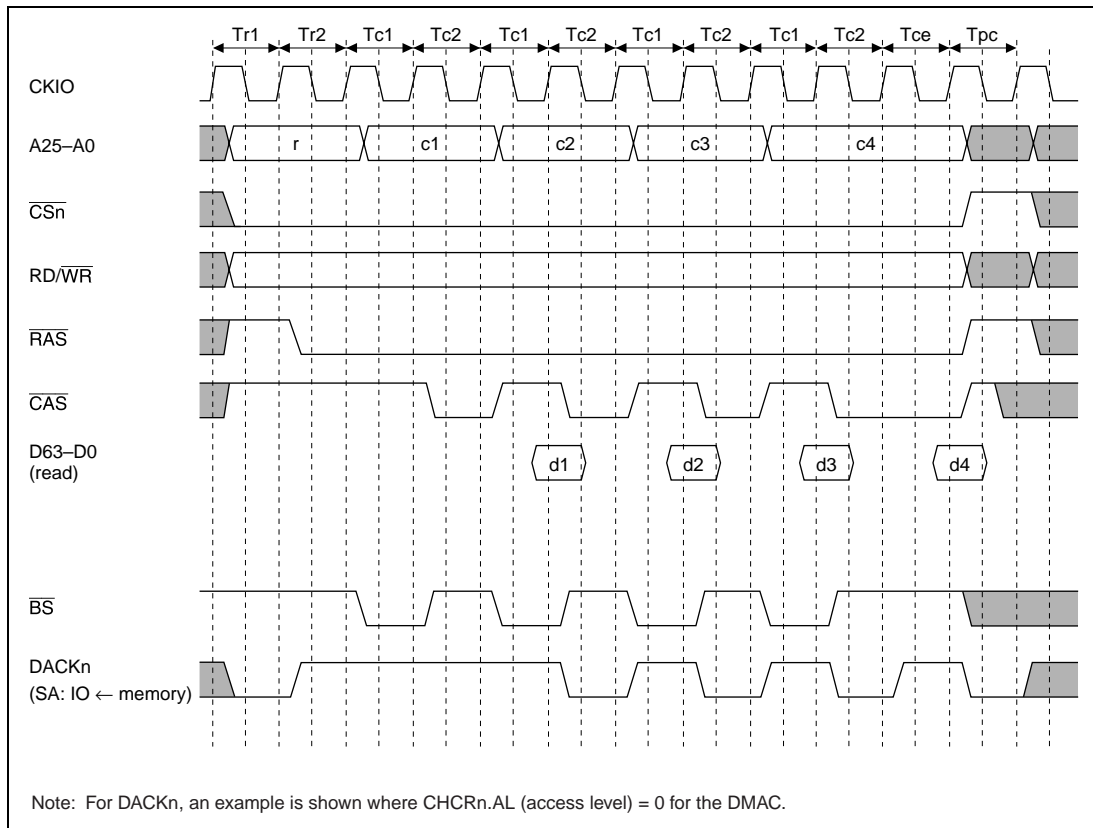 Tr1 Tr2 Tc1 Tc2 Tc1 Tc2 Tc1 Tc2 Tc1 Tc2 Tce Tpc
CKIO
A25–A0 r c1 c2 c3 c4
CSn
RD/WR
RAS
CAS
D63–D0
(read) d1 d2 d3 d4
BS
DACKn
(SA: IO ← memory)
Note: For DACKn, an example is shown where CHCRn.AL (access level) = 0 for the DMAC.